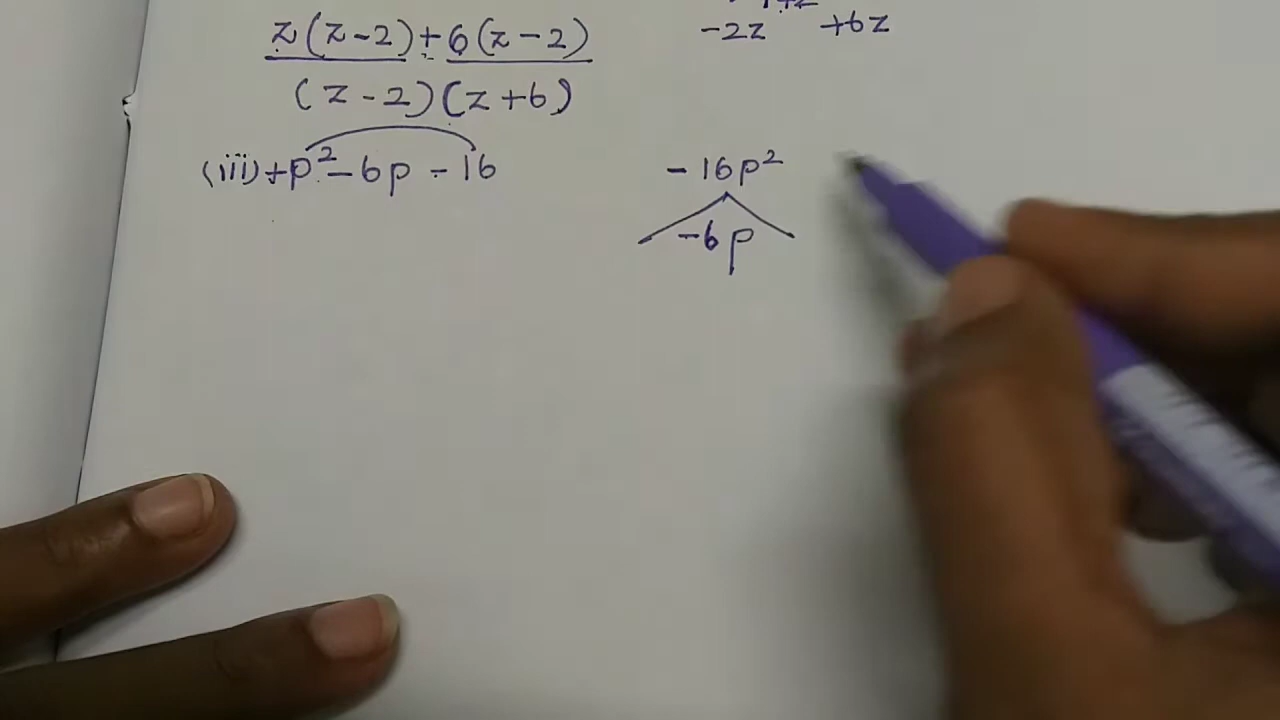 z(z-2)+6(z-2)
-2z +6z
(z-2)(z+6)
(iii)+p²-6p-16
-16p²
-6p